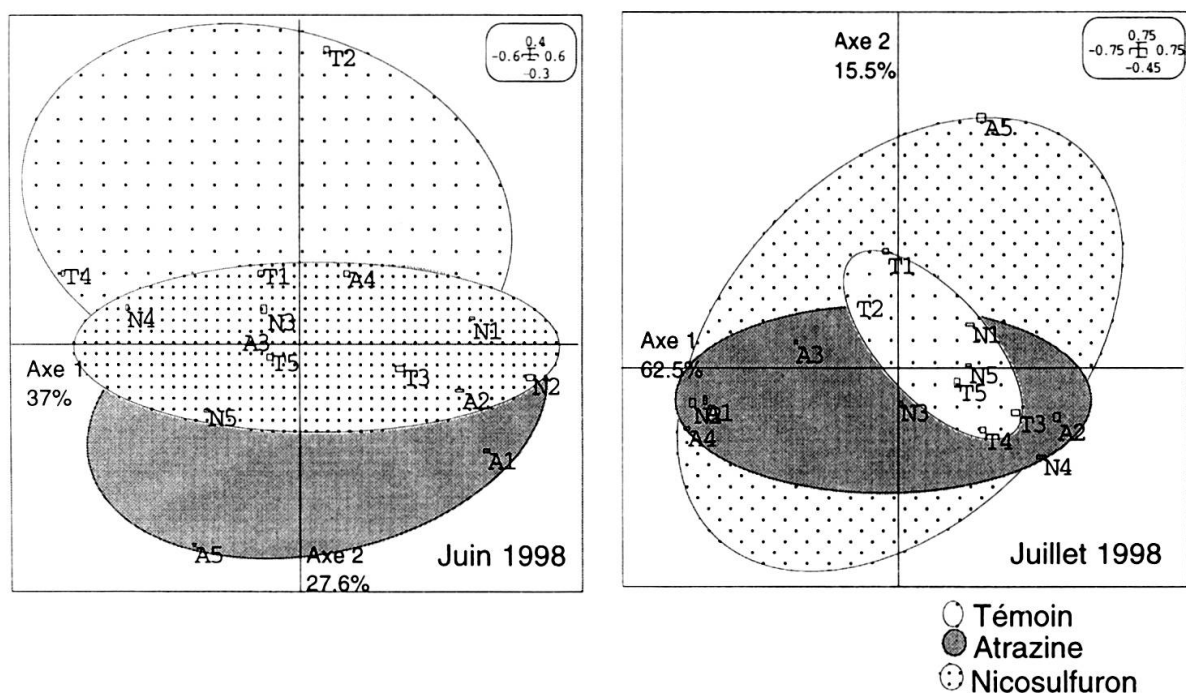 0.4
-0.6 0.6
-0.3
T2
T4
T1
A4
N4
N3
N1
A3
T5
Axe 1
37%
T3
A2
N2
N5
A1
A5
Axe 2
27.6%
Juin 1998
Axe 2
15.5%
0.75
-0.75 0.75
-0.45
A5
T1
T2
N1
Axe 1
62.5%
A3
N5
T5
A1
N3
T3
A2
A4
T4
N4
Juillet 1998
Témoin
Atrazine
Nicosulfuron